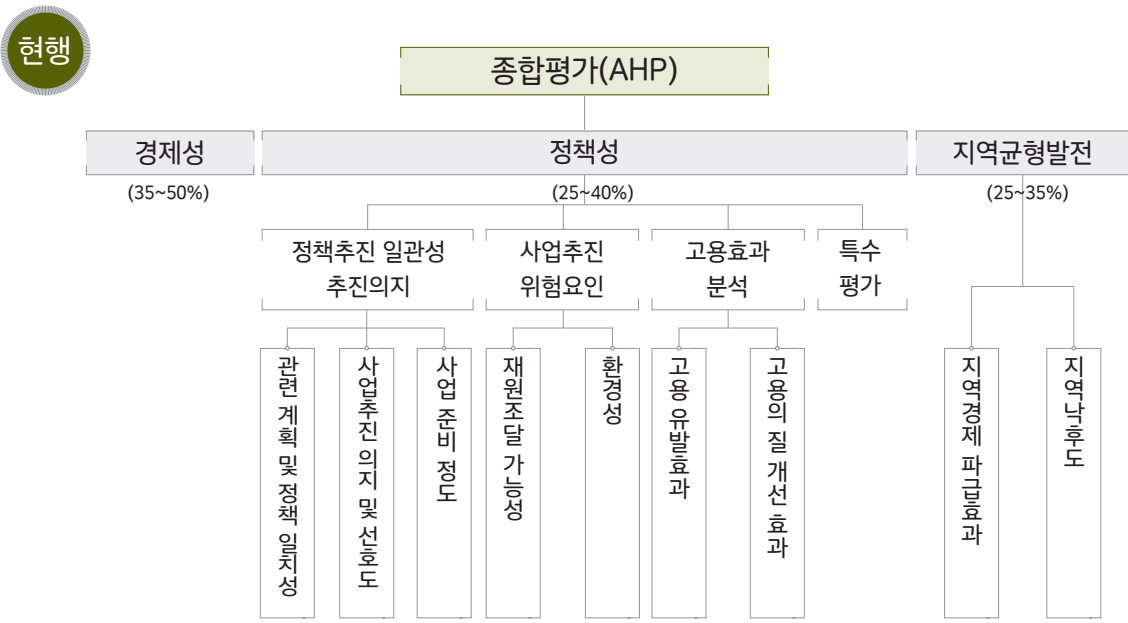 현행
종합평가(AHP)
경제성
정책성
지역균형발전
(35~50%)
(25~40%)
(25~35%)
정책추진 일관성
추진의지
사업추진
위험요인
고용효과
분석
특수
평가
관련 계획 및 정책 일치성
사업추진 의지 및 선호도
사업 준비 정도
재원조달 가능성
환경성
고용 유발효과
고용의 질 개선 효과
지역경제 파급효과
지역낙후도